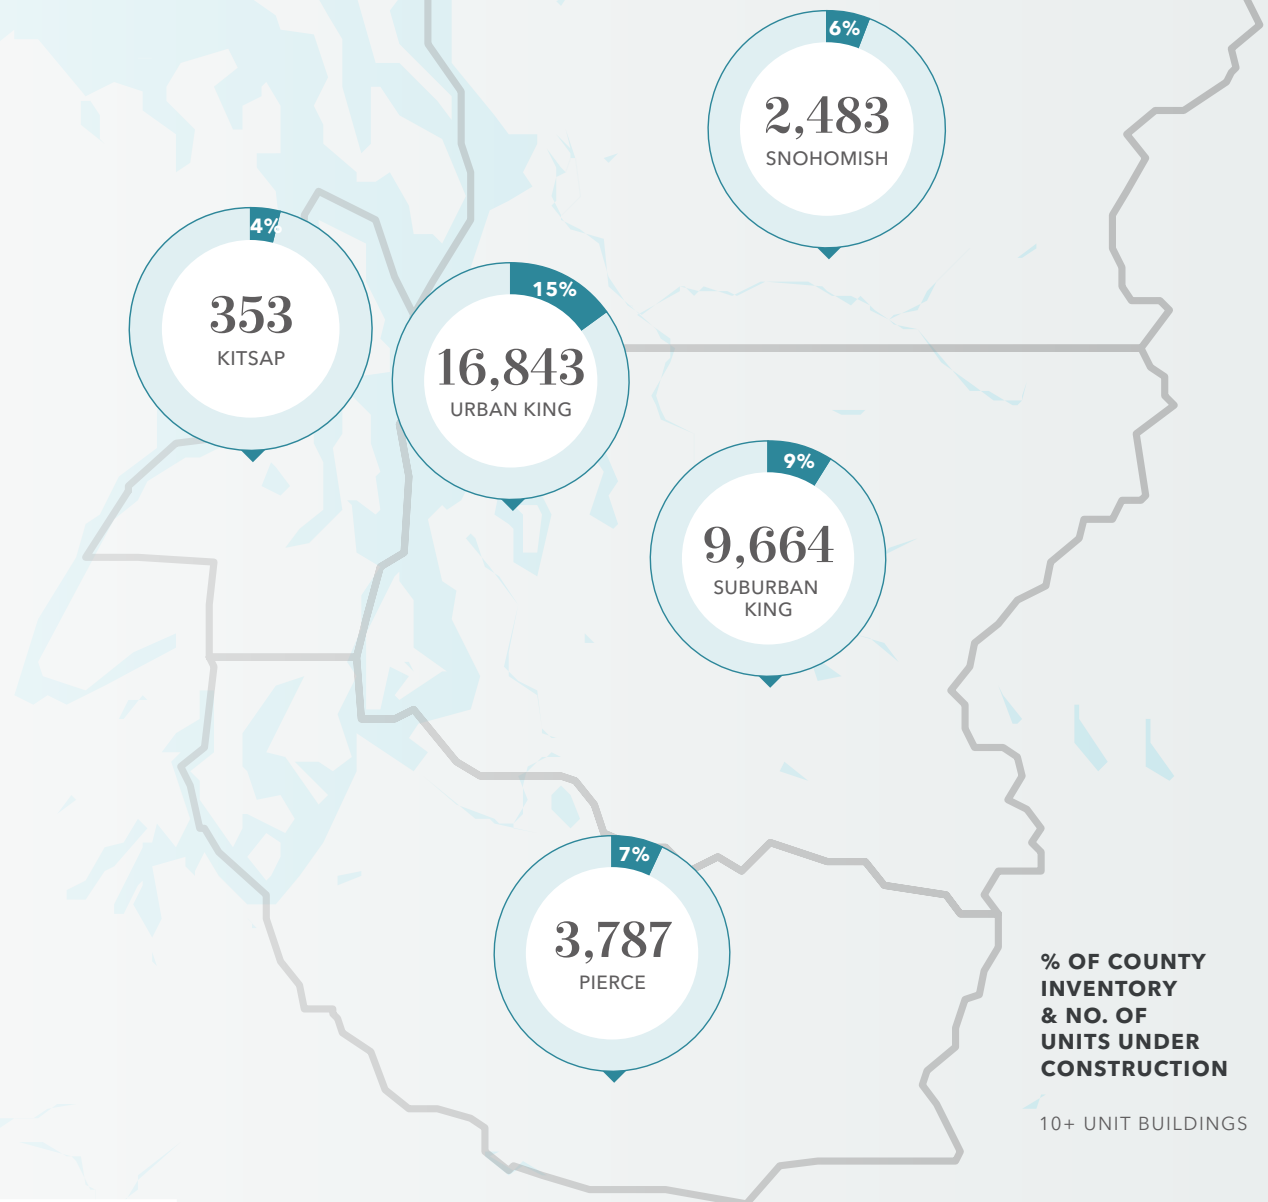 6%
2,483
SNOHOMISH
4%
353
KITSAP
15%
16,843
URBAN KING
9%
9,664
SUBURBAN
KING
7%
3,787
PIERCE
% OF COUNTY
INVENTORY
& NO. OF
UNITS UNDER
CONSTRUCTION
10+ UNIT BUILDINGS